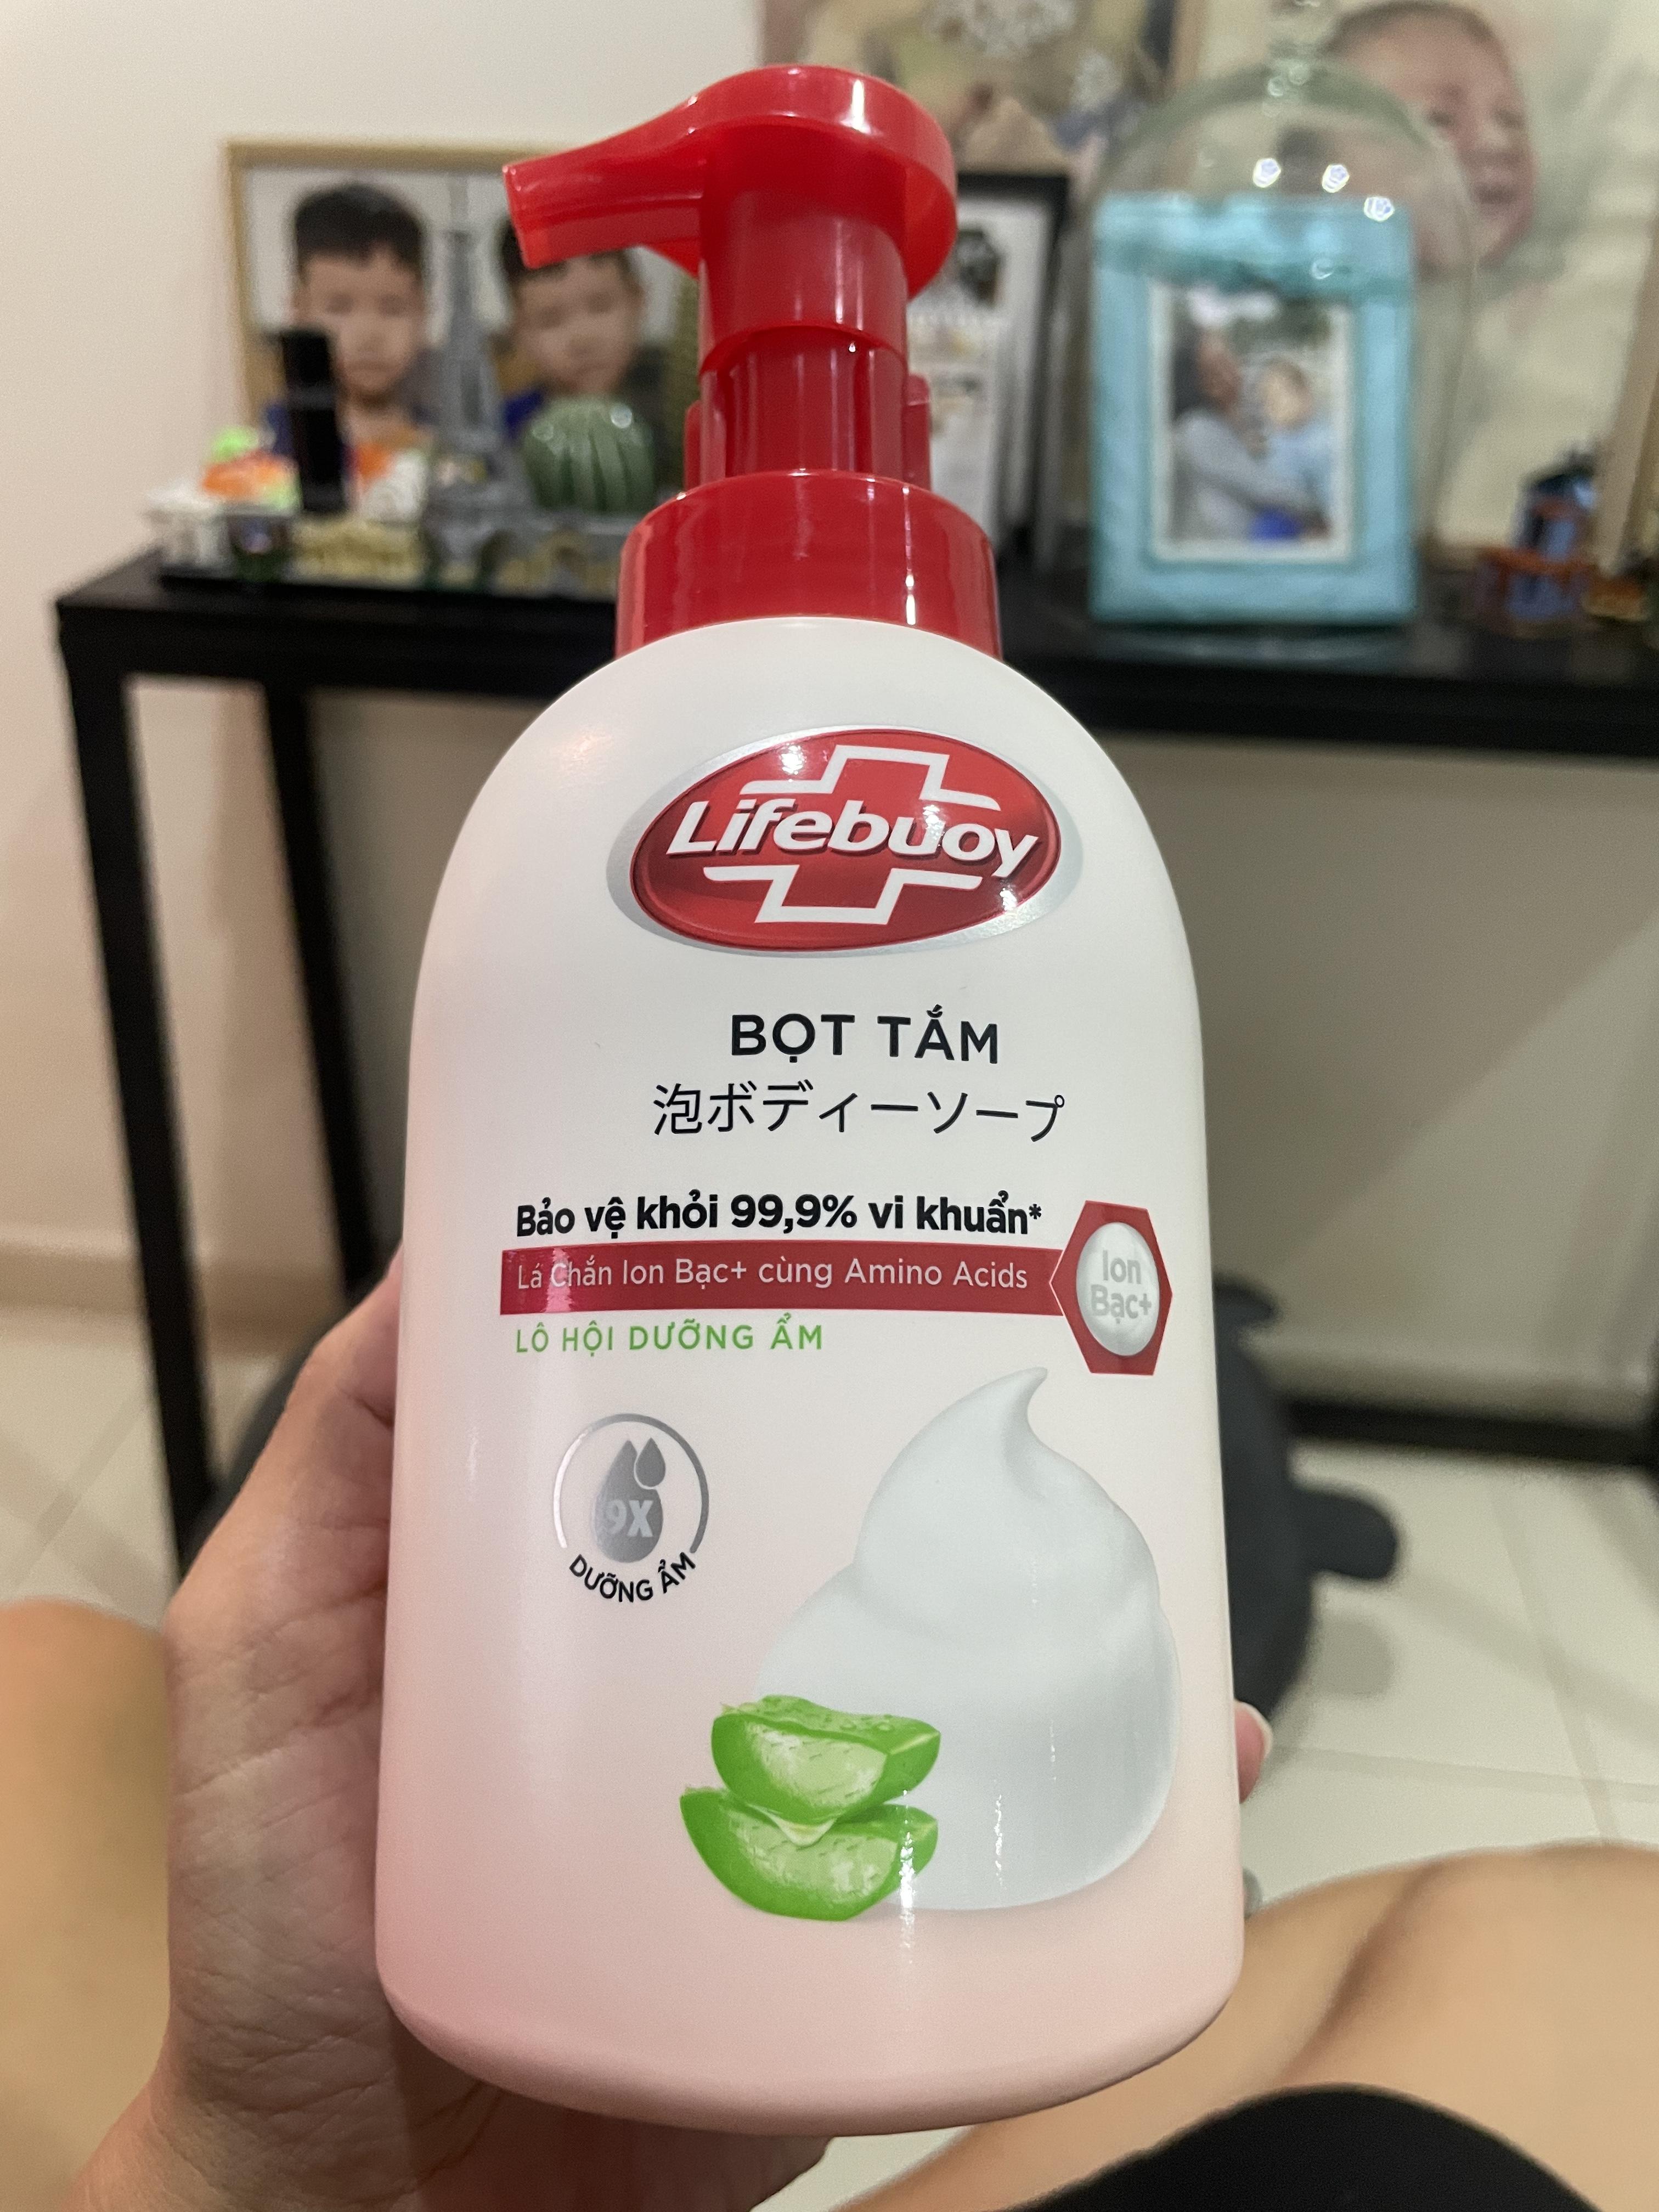 Lifebuoy
BỌT TẮM
泡ボディーソープ
Bảo vệ khỏi 99,9% vi khuẩn*
Lá Chắn Ion Bạc+ cùng Amino Acids
Ion
Bạc+
LÔ HỘI DƯỠNG ẨM
9X
DƯỠNG ẨM